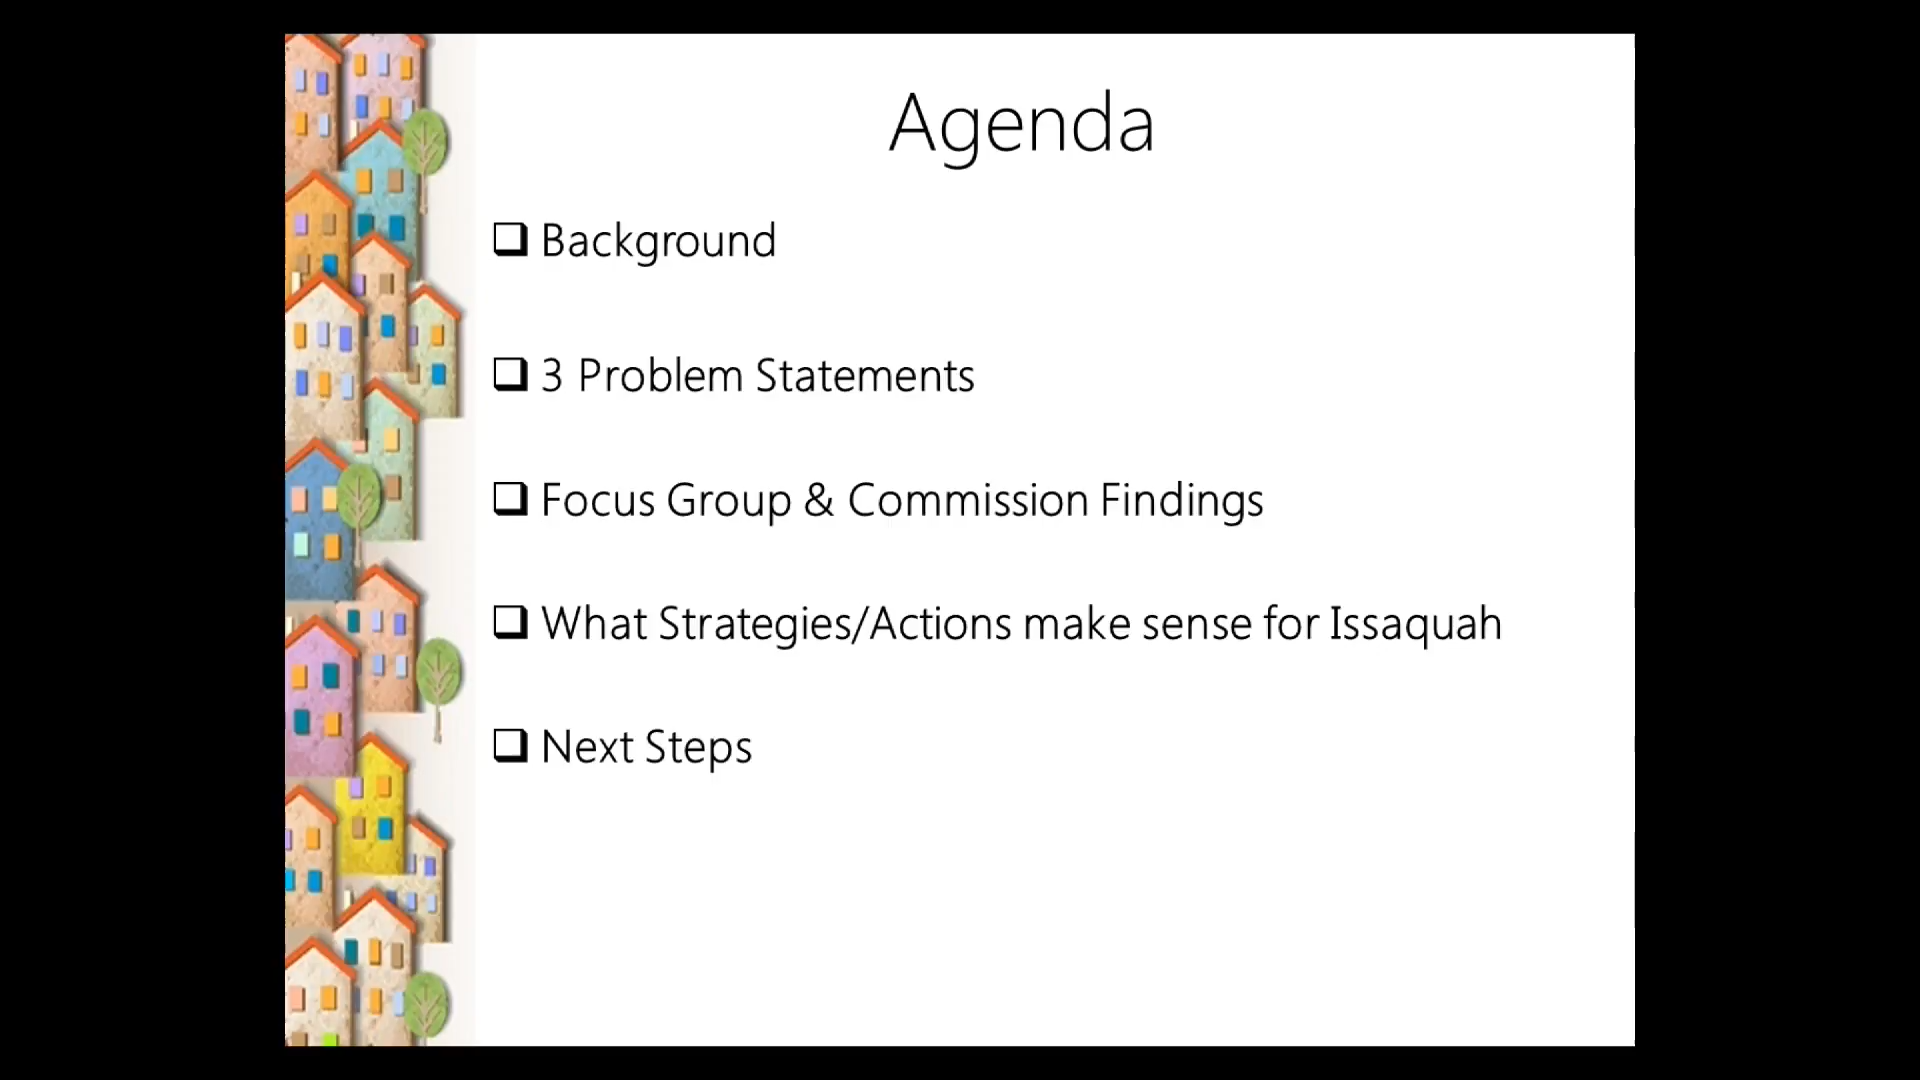 Agenda
Background
3 Problem Statements
Focus Group & Commission Findings
What Strategies/Actions make sense for Issaquah
Next Steps